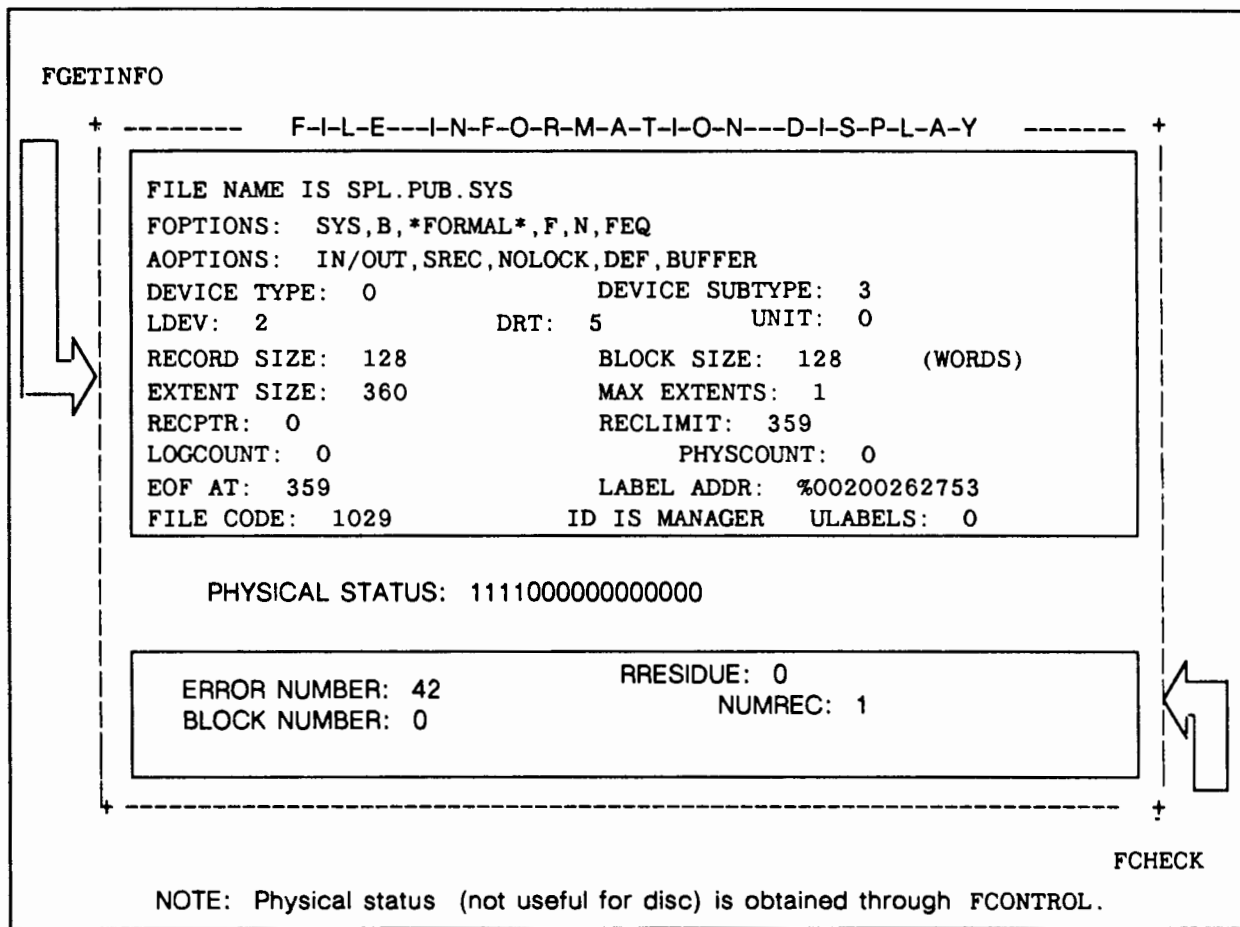 FGETINFO
+ -------- F-I-L-E---I-N-F-O-R-M-A-T-I-O-N---D-I-S-P-L-A-Y ------- +
FILE NAME IS SPL.PUB.SYS
FOPTIONS: SYS,B,*FORMAL*,F,N,FEQ
AOPTIONS: IN/OUT,SREC,NOLOCK,DEF,BUFFER
DEVICE TYPE: 0 DEVICE SUBTYPE: 3
LDEV: 2 DRT: 5 UNIT: 0
RECORD SIZE: 128 BLOCK SIZE: 128 (WORDS)
EXTENT SIZE: 360 MAX EXTENTS: 1
RECPTR: 0 RECLIMIT: 359
LOGCOUNT: 0 PHYSCOUNT: 0
EOF AT: 359 LABEL ADDR: %00200262753
FILE CODE: 1029 ID IS MANAGER ULABELS: 0
PHYSICAL STATUS: 1111000000000000
ERROR NUMBER: 42 RRESIDUE: 0
BLOCK NUMBER: 0 NUMREC: 1
FCHECK
NOTE: Physical status (not useful for disc) is obtained through FCONTROL.